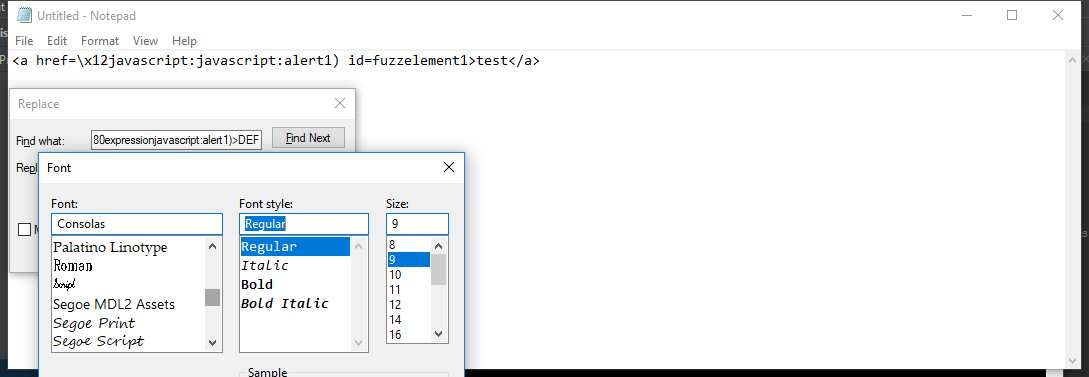 Untitled - Notepad
File Edit Format View Help
<a href=\x12javascript:javascript:alert1) id=fuzzelement1>test</a>
Replace
Find what: 80expressionjavascript:alert1)>DEF Find Next
Font
Font: Font style: Size:
Consolas Regular 9
Palatino Linotype Regular 8
Roman Italic 9
Script Bold 10
Segoe MDL2 Assets Bold Italic 11
Segoe Print 12
Segoe Script 14
16
Sample